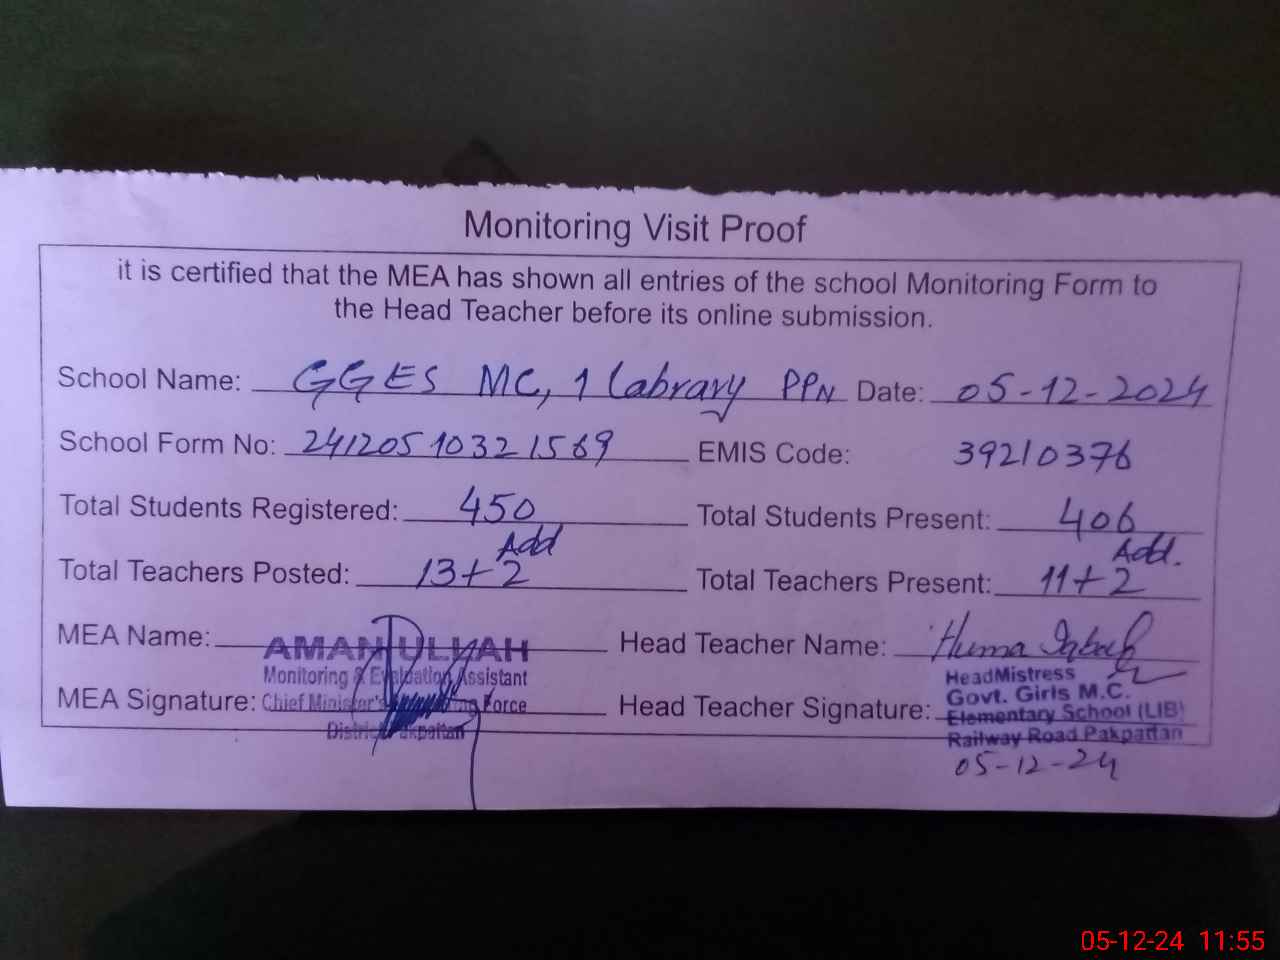 Monitoring Visit Proof
it is certified that the MEA has shown all entries of the school Monitoring Form to
the Head Teacher before its online submission.
School Name: GGES MC, 1 Labrary PPN Date: 05-12-2024
School Form No: 24120510321569 EMIS Code: 39210376
Total Students Registered: 450 Total Students Present: 406
Add Add.
Total Teachers Posted: 13+2 Total Teachers Present: 11+2
MEA Name: AMANULLAH Head Teacher Name: Huma Iqbal
Monitoring & Evaluation Assistant HeadMistress
MEA Signature: Chief Minister's Monitoring Force Head Teacher Signature: Govt. Girls M.C.
Elementary School (LIB)
District Pakpattan Railway Road Pakpattan
05-12-24
05-12-24 11:55